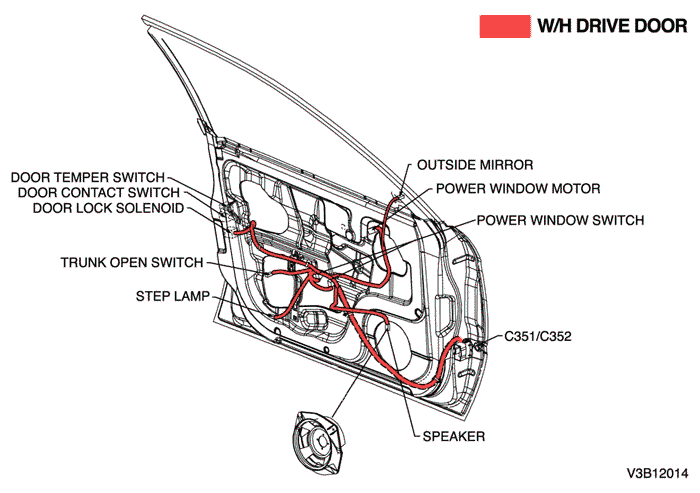 W/H DRIVE DOOR
OUTSIDE MIRROR
DOOR TEMPER SWITCH
POWER WINDOW MOTOR
DOOR CONTACT SWITCH
DOOR LOCK SOLENOID
POWER WINDOW SWITCH
TRUNK OPEN SWITCH
STEP LAMP
C351/C352
SPEAKER
V3B12014